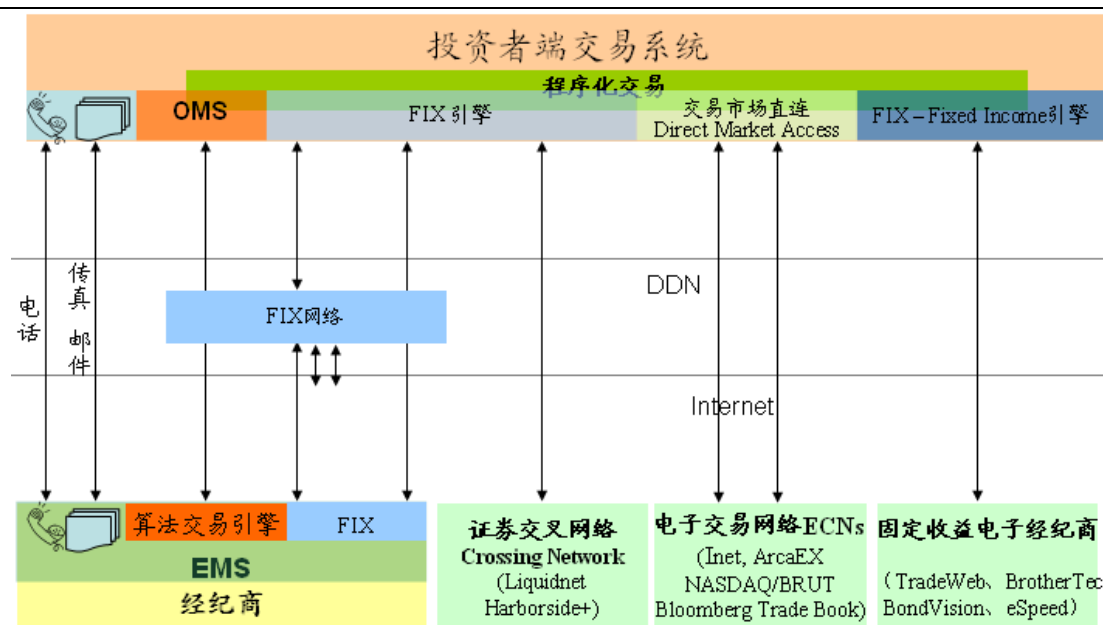 投资者端交易系统
程序化交易
OMS
FIX 引擎
交易市场直连
Direct Market Access
FIX–Fixed Income引擎
电话
传真 邮件
DDN
FIX网络
Internet
算法交易引擎
FIX
EMS
经纪商
证券交叉网络
Crossing Network
(Liquidnet
Harborside+)
电子交易网络ECNs
(Inet, ArcaEX
NASDAQ/BRUT
Bloomberg Trade Book)
固定收益电子经纪商
(TradeWeb、BrotherTec
BondVision、eSpeed)